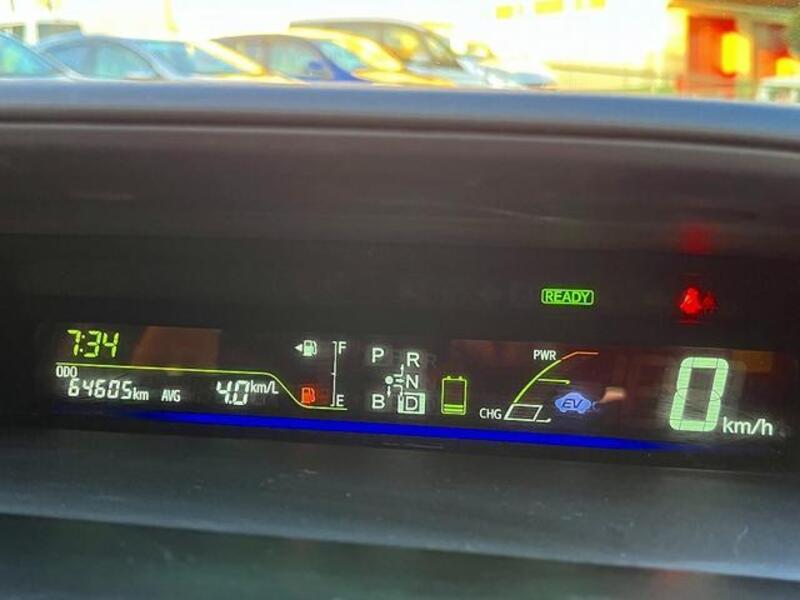 READY
7:34
ODO
64605km AVG 4.0km/L
F
E
P R
N
B D
PWR
CHG
EV
0 km/h